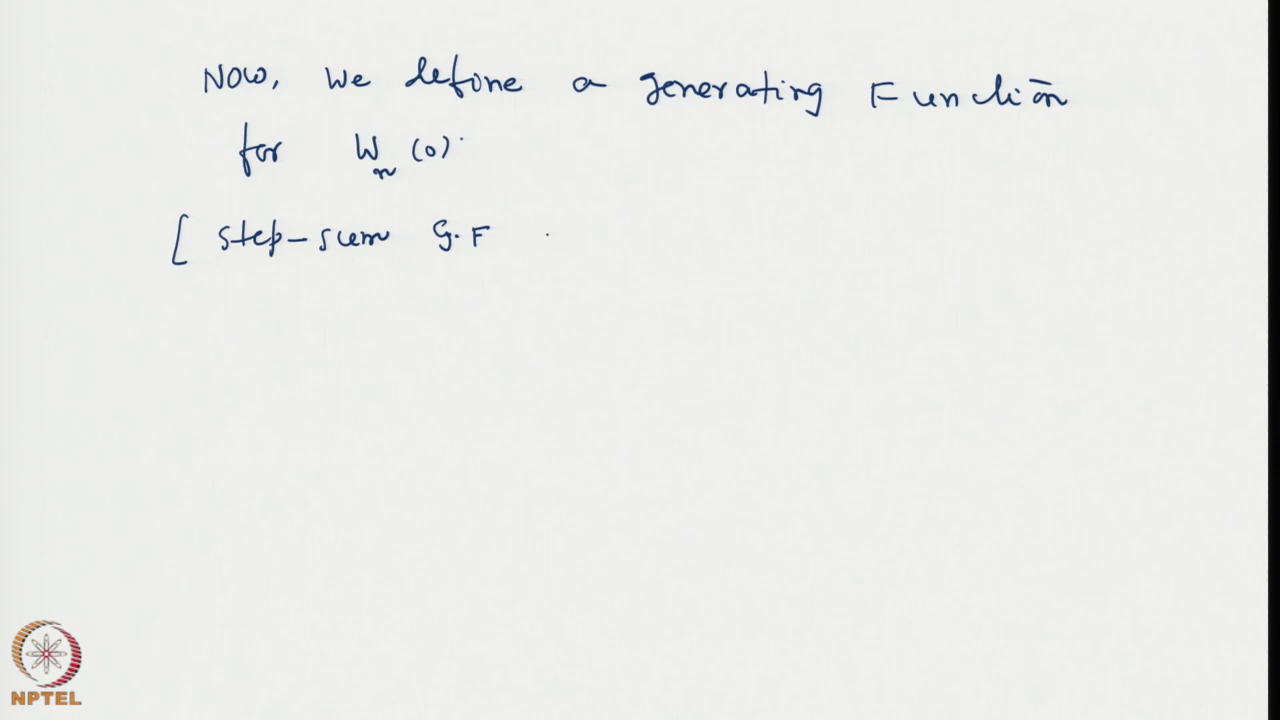 Now, we define a generating Function
for W_n(0).
[ step-sum G.F
NPTEL